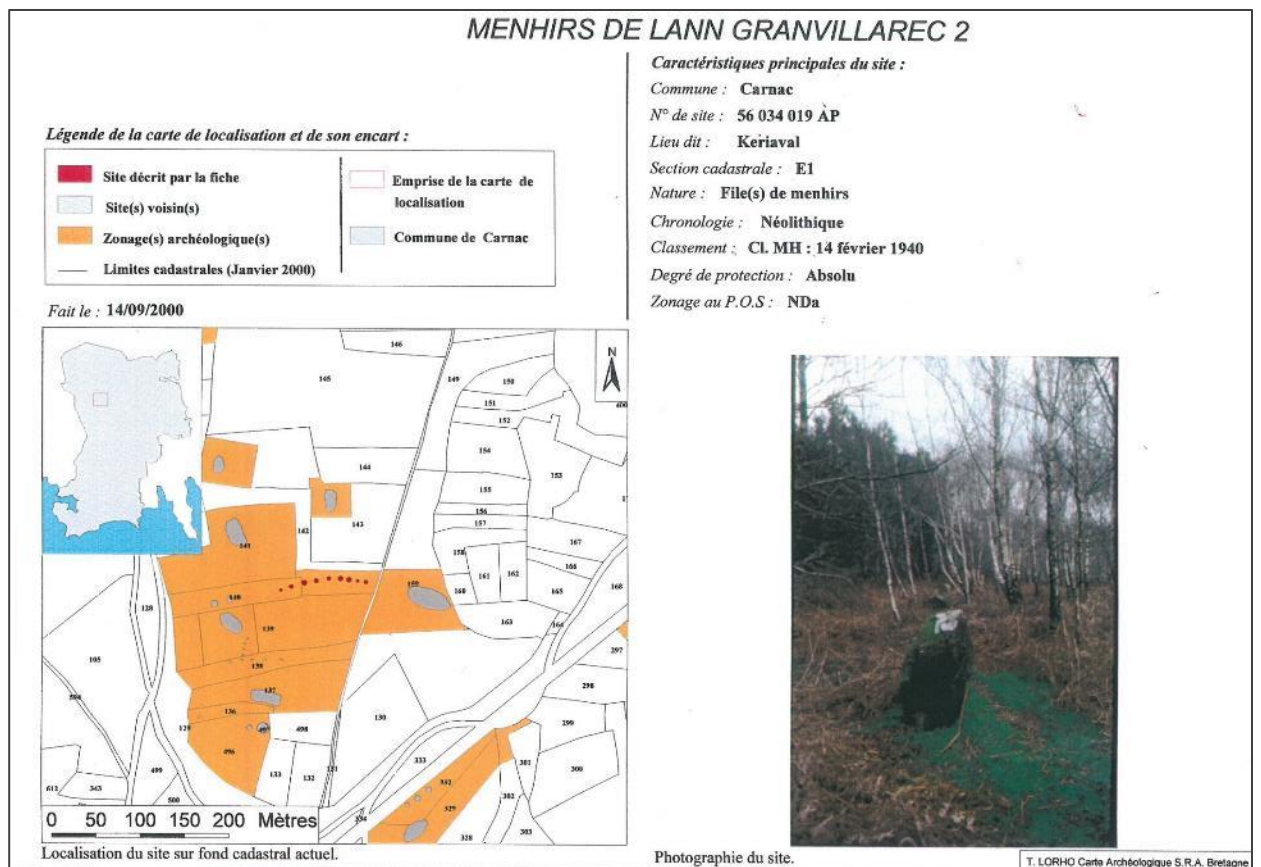 MENHIRS DE LANN GRANVILLAREC 2
Légende de la carte de localisation et de son encart :
Site décrit par la fiche
Site(s) voisin(s)
Zonage(s) archéologique(s)
Limites cadastrales (Janvier 2000)
Emprise de la carte de
localisation
Commune de Carnac
Fait le : 14/09/2000
Caractéristiques principales du site :
Commune : Carnac
N° de site : 56 034 019 AP
Lieu dit : Keriaval
Section cadastrale : E1
Nature : File(s) de menhirs
Chronologie : Néolithique
Classement : Cl. MH : 14 février 1940
Degré de protection : Absolu
Zonage au P.O.S : NDa
N
146
145
149
150
151
152
153
154
144
155
156
157
142
143
141
158
167
166
161
162
168
160
165
159
140
163
164
128
139
138
105
297
298
137
136
130
129
498
299
496
133
132
131
333
301
300
499
332
612
343
500
302
329
334
328
303
0 50 100 150 200 Mètres
Localisation du site sur fond cadastral actuel.
Photographie du site.
T. LORHO Carte Archéologique S.R.A. Bretagne